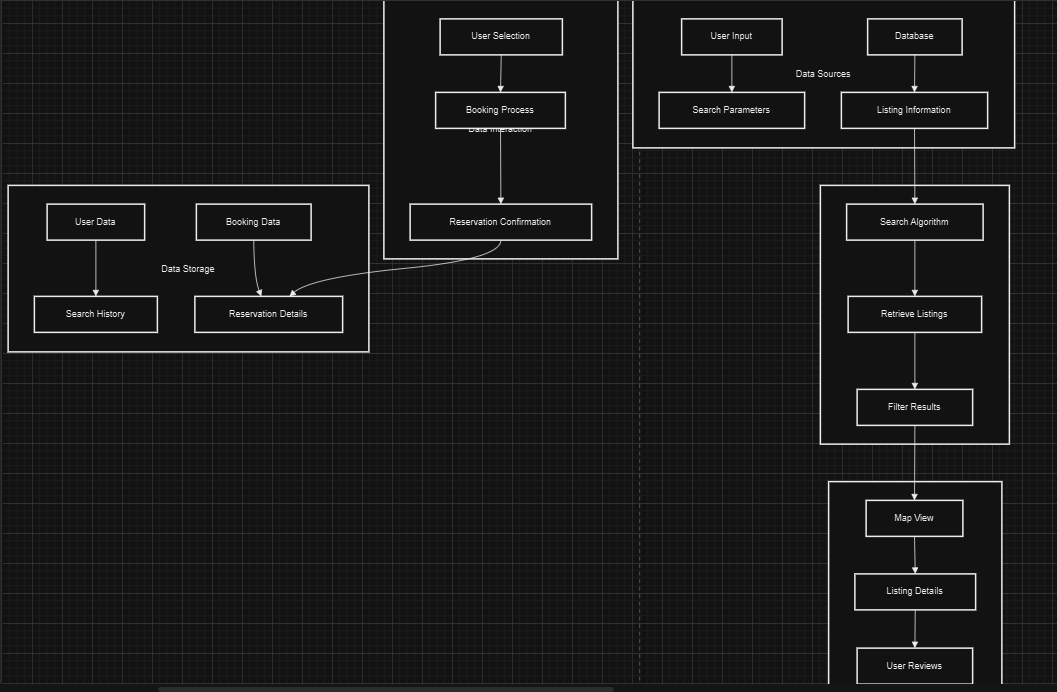 User Selection
User Input
Database
Data Sources
Booking Process
Search Parameters
Listing Information
Data Interaction
User Data
Booking Data
Reservation Confirmation
Search Algorithm
Data Storage
Search History
Reservation Details
Retrieve Listings
Filter Results
Map View
Listing Details
User Reviews